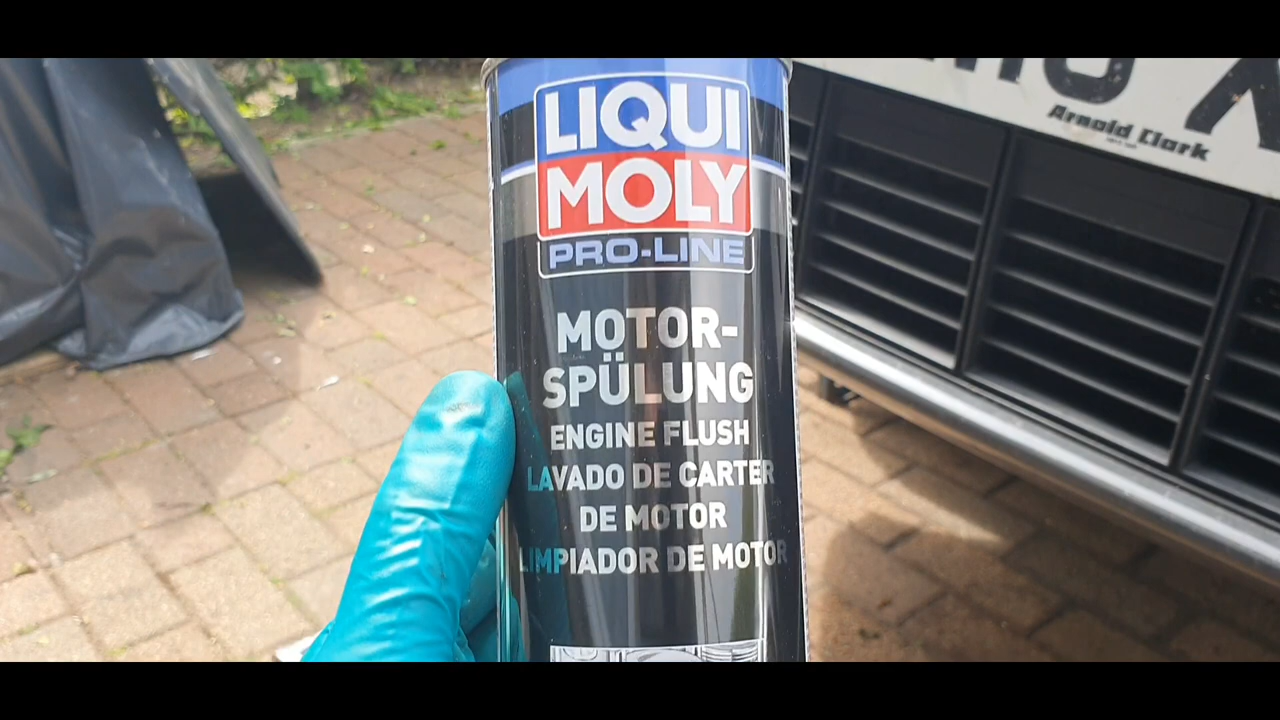 LIQUI
MOLY
PRO-LINE
MOTOR-
SPÜLUNG
ENGINE FLUSH
LAVADO DE CARTER
DE MOTOR
LIMPIADOR DE MOTOR
Arnold Clark